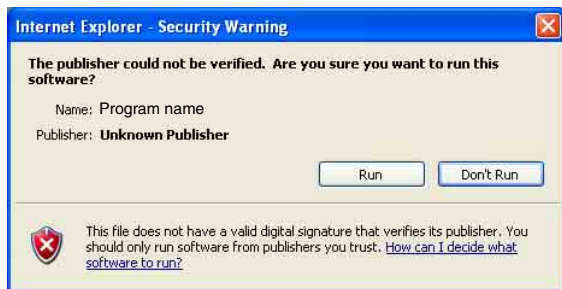 Internet Explorer - Security Warning
The publisher could not be verified. Are you sure you want to run this
software?
Name: Program name
Publisher: Unknown Publisher
Run Don't Run
This file does not have a valid digital signature that verifies its publisher. You
should only run software from publishers you trust. How can I decide what
software to run?